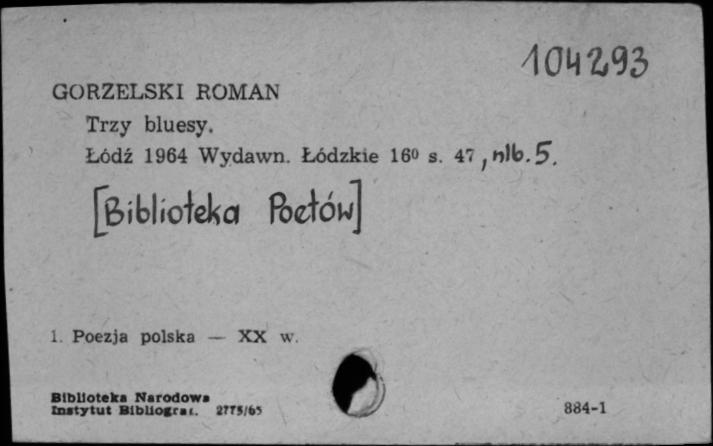 104293
GORZELSKI ROMAN
Trzy bluesy.
Łódź 1964 Wydawn. Łódzkie 16⁰ s. 47, nlb. 5.
[Biblioteka Poetów]
1. Poezja polska — XX w.
Biblioteka Narodowa
Instytut Bibliograf. 2775/65
884-1